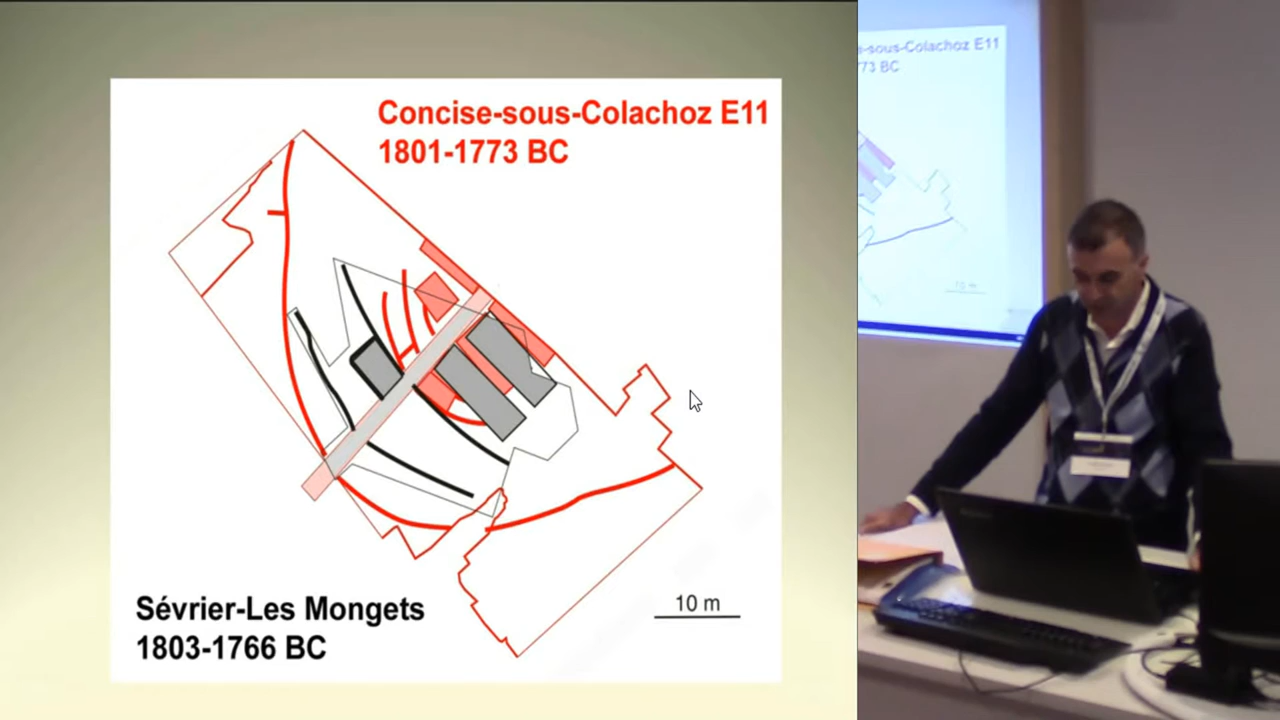 Concise-sous-Colachoz E11
1801-1773 BC
Sévrier-Les Mongets
1803-1766 BC
10 m
-sous-Colachoz E11
773 BC
10 m